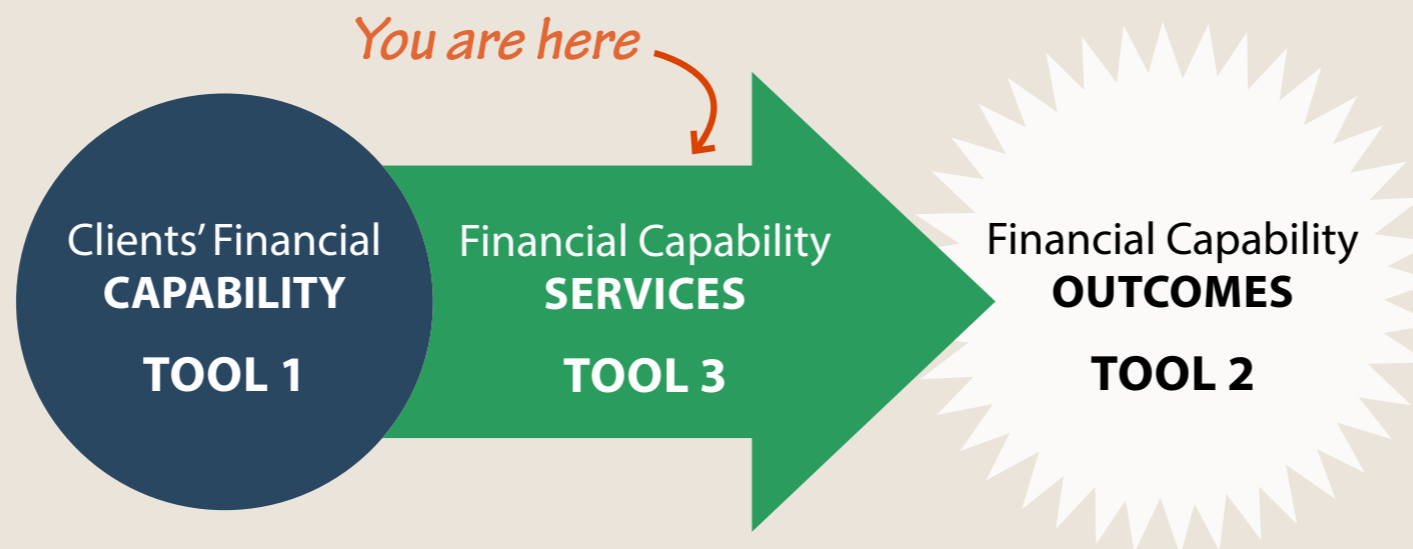 You are here
Clients' Financial
CAPABILITY
TOOL 1
Financial Capability
SERVICES
TOOL 3
Financial Capability
OUTCOMES
TOOL 2